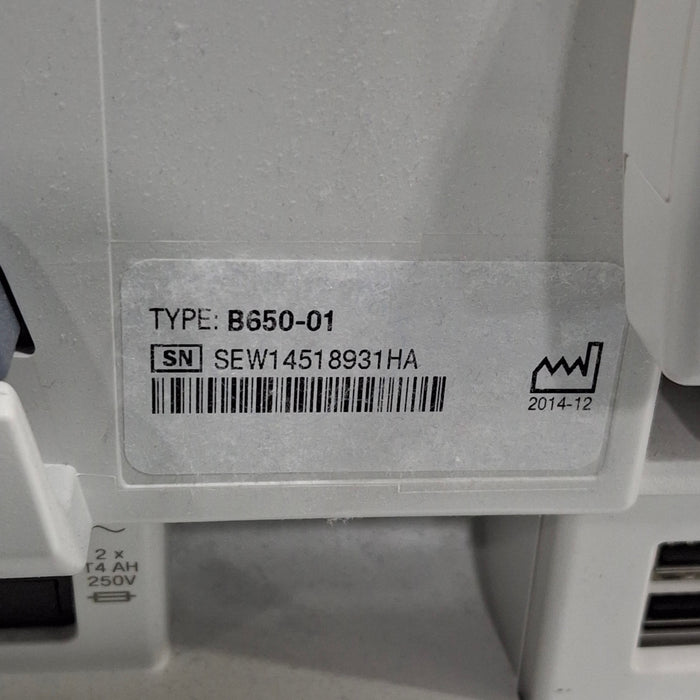 TYPE: B650-01
SN SEW14518931HA
2014-12
2 x
T4 AH
250V